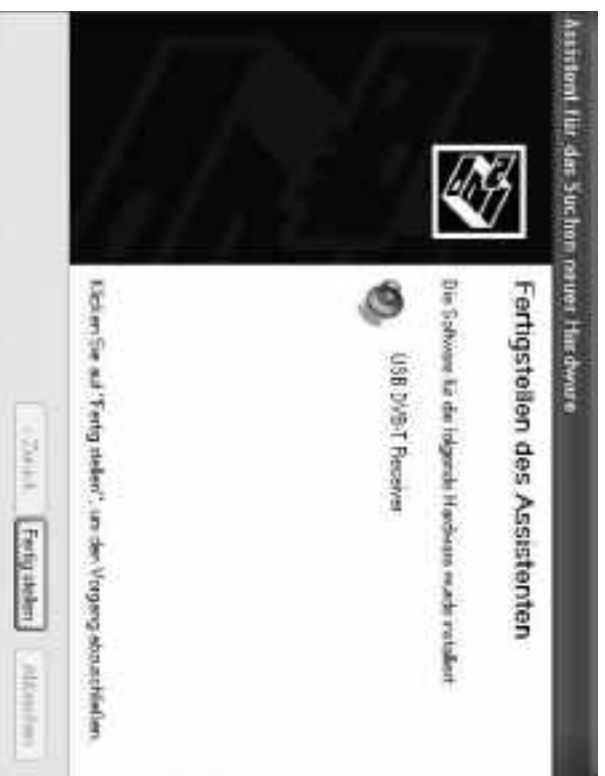 Assistent für das Suchen neuer Hardware
Fertigstellen des Assistenten
Die Software für die folgende Hardware wurde installiert:
USB DVB-T Receiver
Klicken Sie auf "Fertig stellen", um den Vorgang abzuschließen.
< Zurück
Fertig stellen
Abbrechen